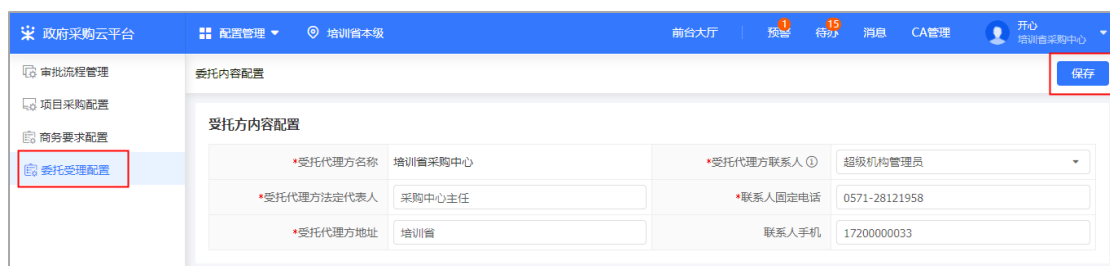 政府采购云平台 配置管理 培训省本级 前台大厅 预警 1 待办 15 消息 CA管理 开心
培训省采购中心
审批流程管理
项目采购配置
商务要求配置
委托受理配置
委托内容配置 保存
受托方内容配置
*受托代理方名称 培训省采购中心 *受托代理方联系人 超级机构管理员
*受托代理方法定代表人 采购中心主任 *联系人固定电话 0571-28121958
*受托代理方地址 培训省 联系人手机 17200000033